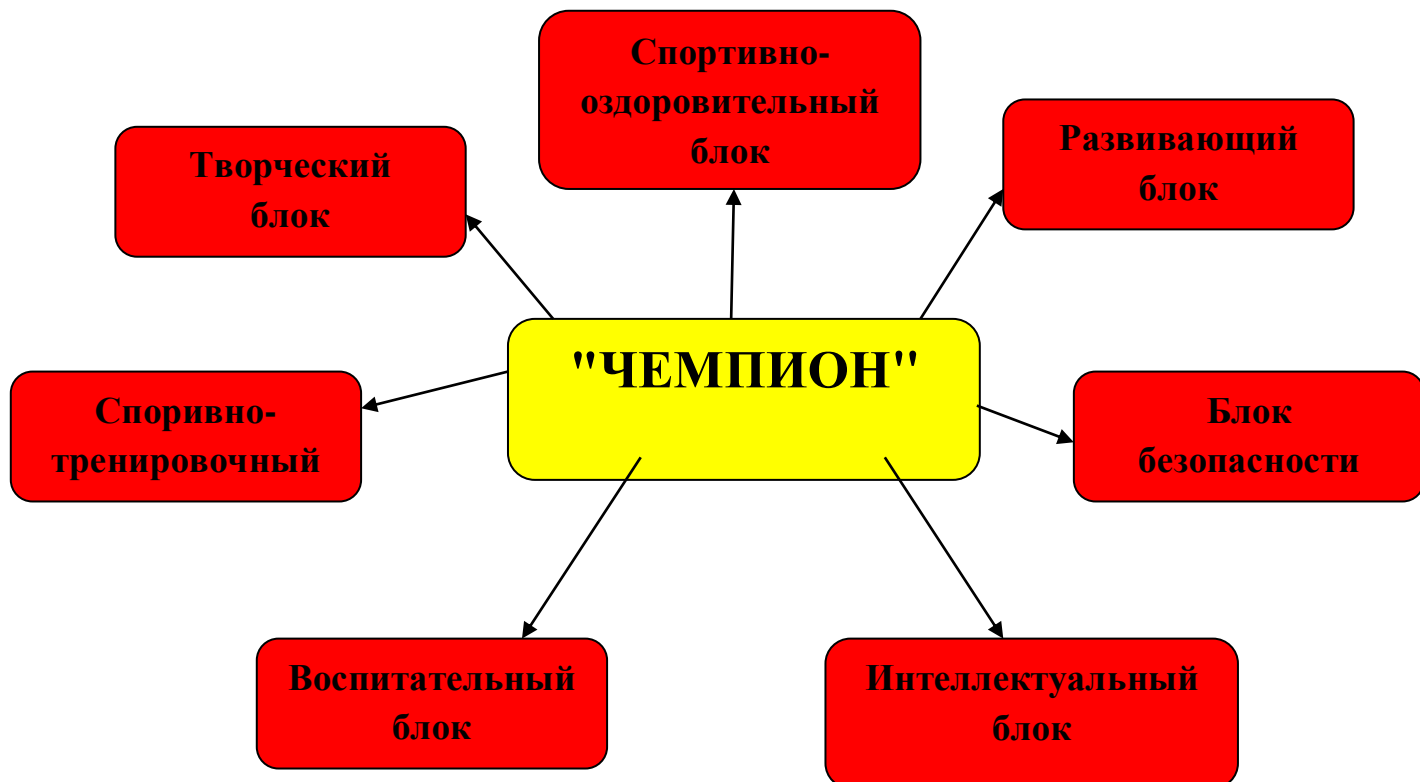 Спортивно-
оздоровительный
блок
Творческий
блок
Развивающий
блок
"ЧЕМПИОН"
Споривно-
тренировочный
Блок
безопасности
Воспитательный
блок
Интеллектуальный
блок